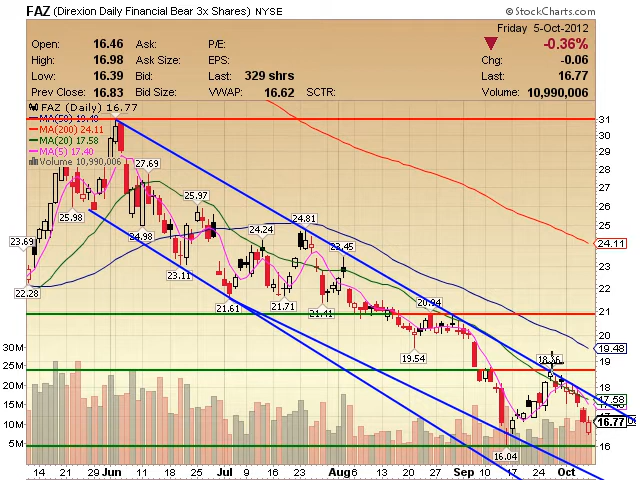 FAZ (Direxion Daily Financial Bear 3x Shares) NYSE
© StockCharts.com
Friday 5-Oct-2012
Open: 16.46 Ask: P/E: -0.36%
High: 16.98 Ask Size: EPS: Chg: -0.06
Low: 16.39 Bid: Last: 329 shrs Last: 16.77
Prev Close: 16.83 Bid Size: VWAP: 16.62 SCTR: Volume: 10,990,006
FAZ (Daily) 16.77
MA(50) 19.48
MA(200) 24.11
MA(20) 17.58
MA(5) 17.40
Volume 10,990,006
31
30
29
28
27
26
25
24.11
23
22
21
20
19.48
19
18
17.58
16.77
16
27.69
25.98
25.97
24.98
24.24
24.81
23.69
23.45
23.11
22.28
21.61
21.71
21.41
20.94
19.54
18.56
16.04
30M
25M
20M
15M
10M
5M
14 21 29 Jun 11 18 25 Jul 9 16 23 Aug 6 13 20 27 Sep 10 17 24 Oct